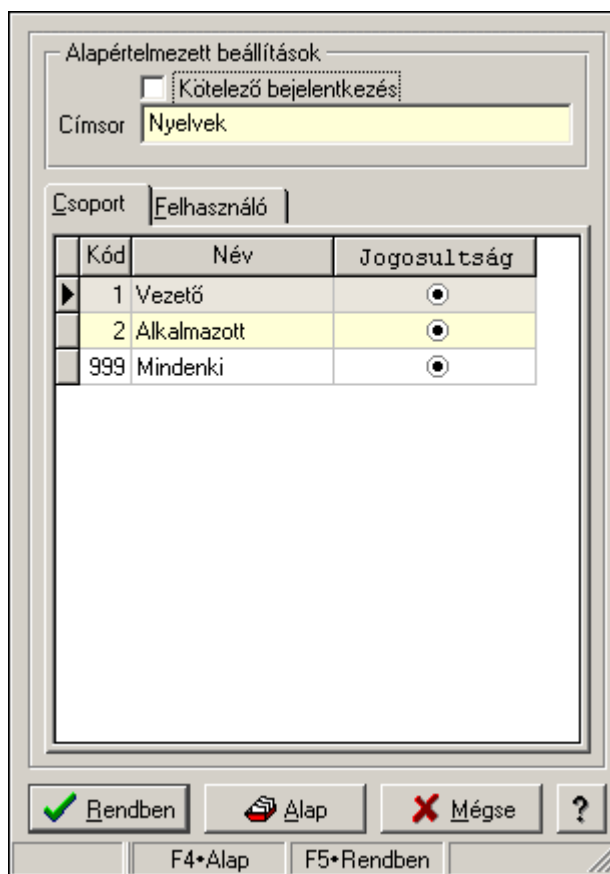 Alapértelmezett beállítások
Kötelező bejelentkezés
Címsor Nyelvek
Csoport Felhasználó
Kód Név Jogosultság
1 Vezető
2 Alkalmazott
999 Mindenki
Rendben Alap Mégse ?
F4•Alap F5•Rendben